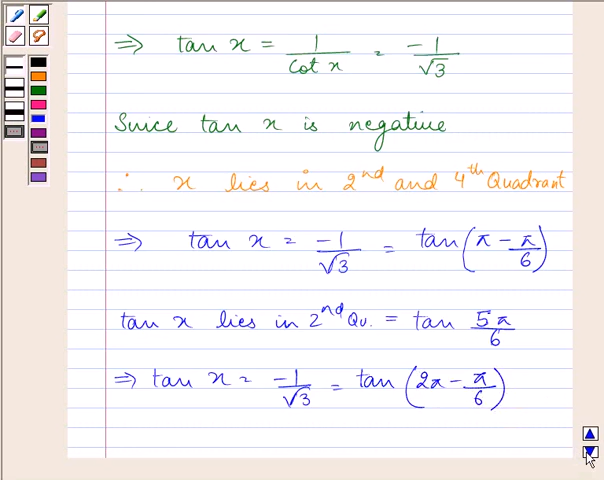 ⇒ tan x = 1/cot x = -1/√3
Since tan x is negative
∴ x lies in 2nd and 4th Quadrant
⇒ tan x = -1/√3 = tan (π - π/6)
tan x lies in 2nd Qu. = tan 5π/6
⇒ tan x = -1/√3 = tan (2π - π/6)